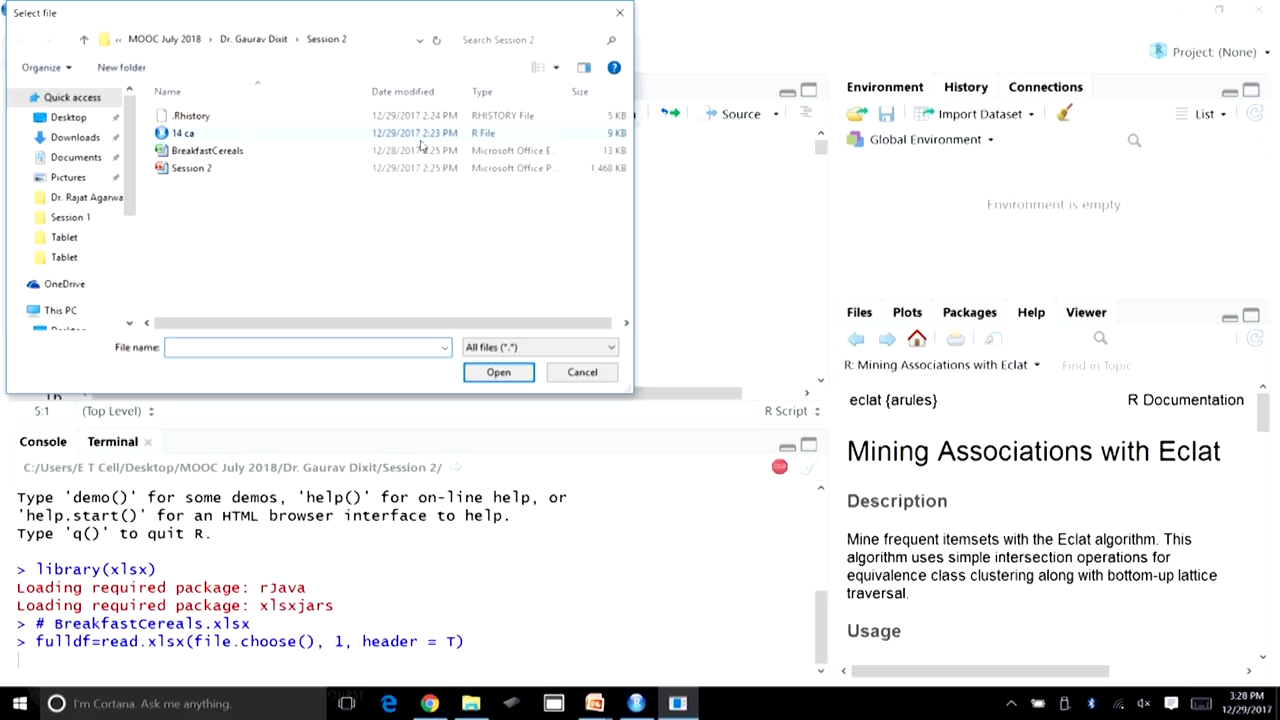 Select file
MOOC July 2018 › Dr. Gaurav Dixit › Session 2
Search Session 2
Organize
New folder
Name Date modified Type Size
.Rhistory 12/29/2017 2:24 PM RHISTORY File 5 KB
14 ca 12/29/2017 2:23 PM R File 9 KB
BreakfastCereals 12/28/2017 :25 PM Microsoft Office E... 13 KB
Session 2 12/29/2017 2:25 PM Microsoft Office P... 1,468 KB
Quick access
Desktop
Downloads
Documents
Pictures
Dr. Rajat Agarwa
Session 1
Tablet
Tablet
OneDrive
This PC
Desktop
File name:
All files (*.*)
Open Cancel
Project: (None)
Source
5:1 (Top Level) R Script
Console Terminal
C:/Users/E T Cell/Desktop/MOOC July 2018/Dr. Gaurav Dixit/Session 2/
Type 'demo()' for some demos, 'help()' for on-line help, or
'help.start()' for an HTML browser interface to help.
Type 'q()' to quit R.
> library(xlsx)
Loading required package: rJava
Loading required package: xlsxjars
> # BreakfastCereals.xlsx
> fulldf=read.xlsx(file.choose(), 1, header = T)
Environment History Connections
Import Dataset List
Global Environment
Environment is empty
Files Plots Packages Help Viewer
R: Mining Associations with Eclat Find in Topic
eclat {arules} R Documentation
Mining Associations with Eclat
Description
Mine frequent itemsets with the Eclat algorithm. This
algorithm uses simple intersection operations for
equivalence class clustering along with bottom-up lattice
traversal.
Usage
I'm Cortana. Ask me anything.
3:28 PM
12/29/2017